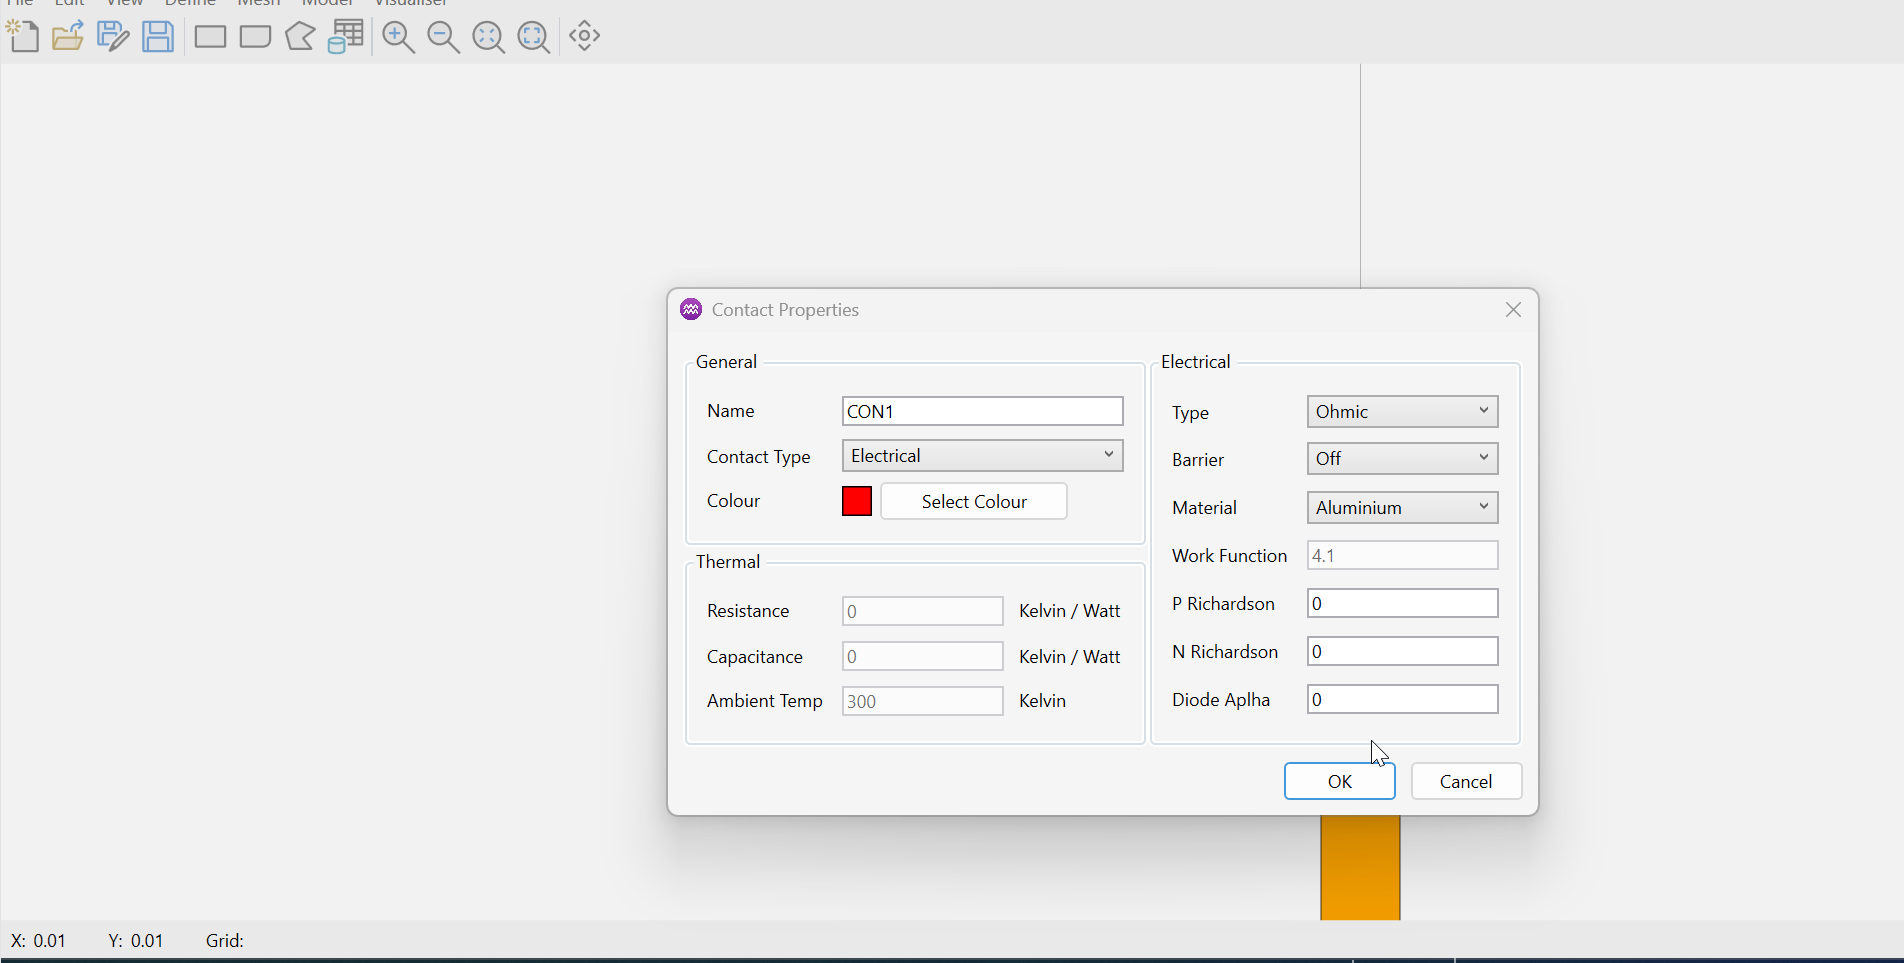 File Edit View Define Mesh Model Visualiser
Contact Properties
General
Name CON1
Contact Type Electrical
Colour Select Colour
Thermal
Resistance 0 Kelvin / Watt
Capacitance 0 Kelvin / Watt
Ambient Temp 300 Kelvin
Electrical
Type Ohmic
Barrier Off
Material Aluminium
Work Function 4.1
P Richardson 0
N Richardson 0
Diode Aplha 0
OK Cancel
X: 0.01 Y: 0.01 Grid: